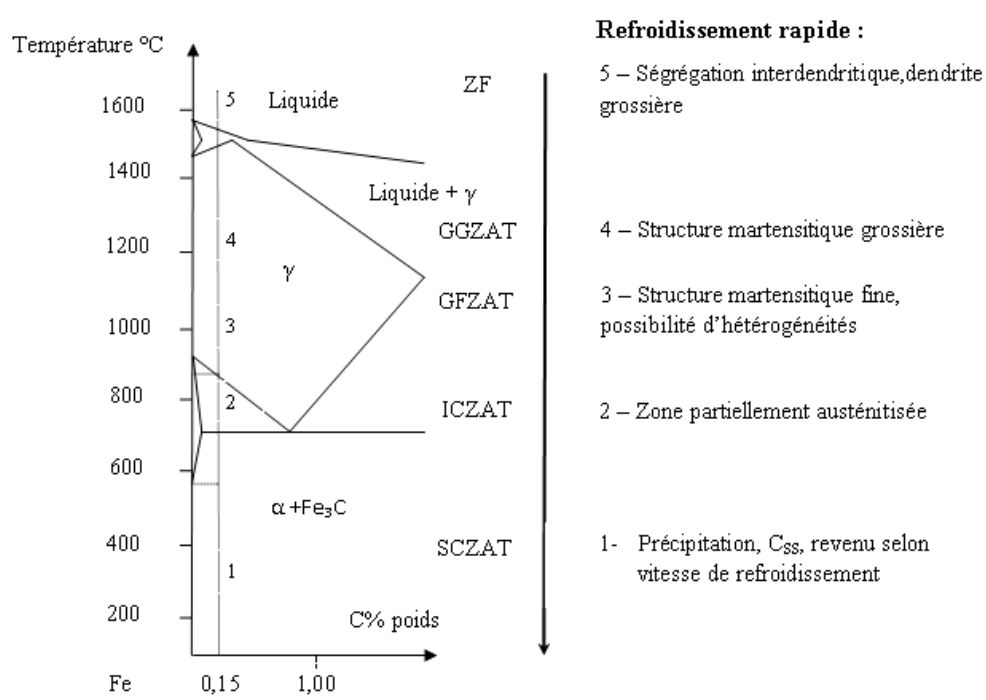 Température °C
1600
1400
1200
1000
800
600
400
200
Fe
0,15
1,00
C% poids
5
4
3
2
1
Liquide
Liquide + γ
γ
α +Fe₃C
ZF
GGZAT
GFZAT
ICZAT
SCZAT
Refroidissement rapide :
5 – Ségrégation interdendritique,dendrite
grossière
4 – Structure martensitique grossière
3 – Structure martensitique fine,
possibilité d’hétérogénéités
2 – Zone partiellement austénitisée
1- Précipitation, Css, revenu selon
vitesse de refroidissement